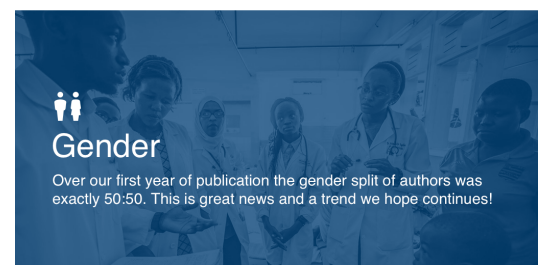 Gender
Over our first year of publication the gender split of authors was
exactly 50:50. This is great news and a trend we hope continues!